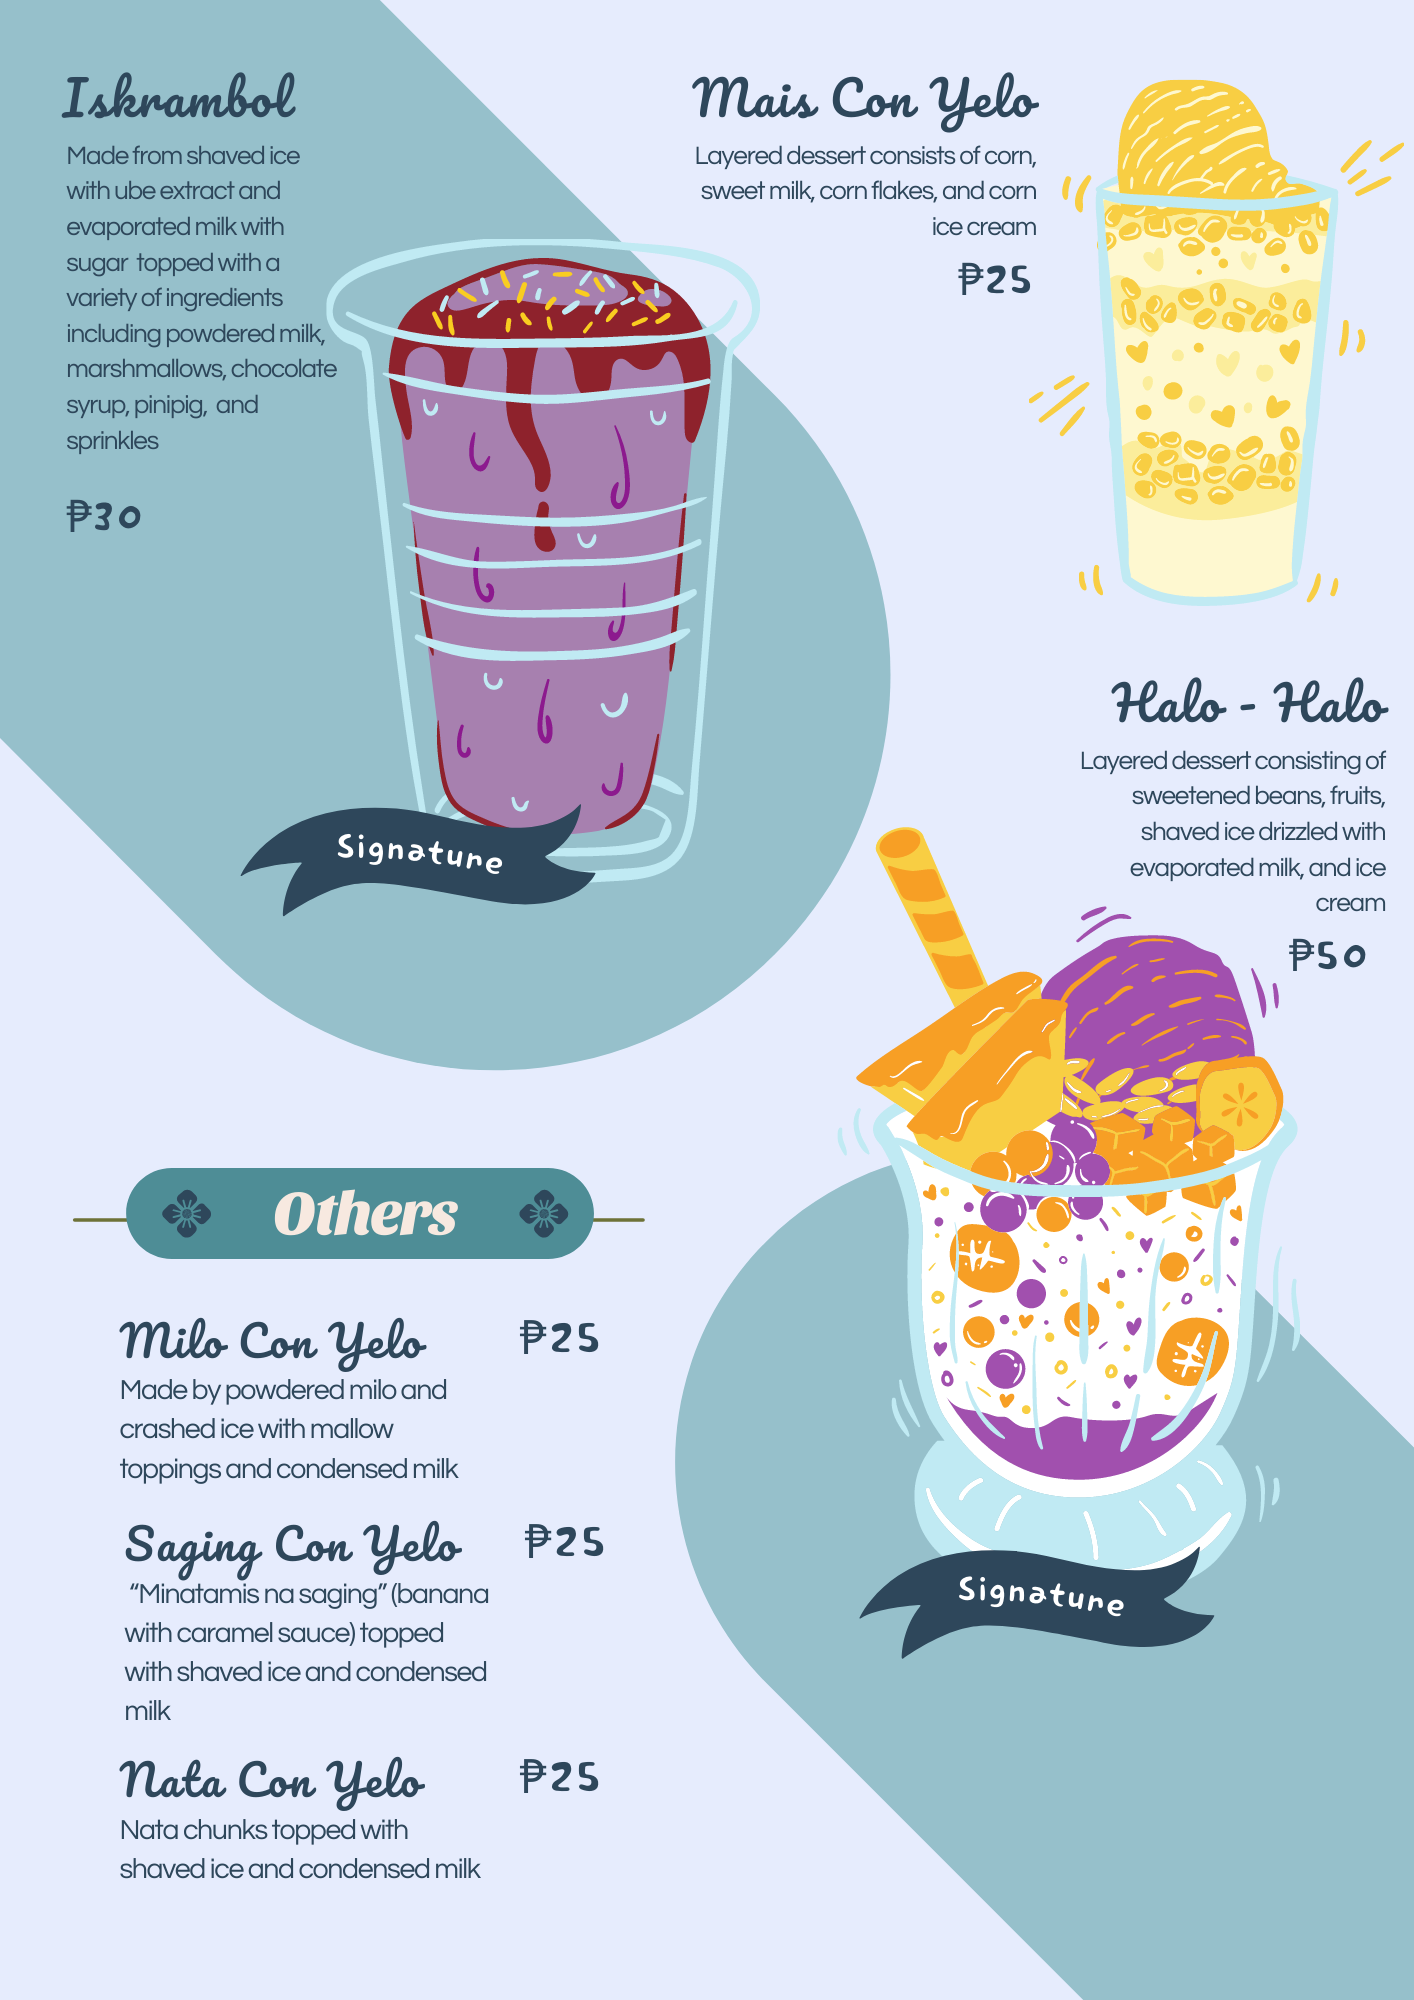 Iskrambol
Made from shaved ice
with ube extract and
evaporated milk with
sugar topped with a
variety of ingredients
including powdered milk,
marshmallows, chocolate
syrup, pinipig, and
sprinkles
₱30
Signature
Mais Con Yelo
Layered dessert consists of corn,
sweet milk, corn flakes, and corn
ice cream
₱25
Halo - Halo
Layered dessert consisting of
sweetened beans, fruits,
shaved ice drizzled with
evaporated milk, and ice
cream
₱50
Signature
Others
Milo Con Yelo ₱25
Made by powdered milo and
crashed ice with mallow
toppings and condensed milk
Saging Con Yelo ₱25
“Minatamis na saging” (banana
with caramel sauce) topped
with shaved ice and condensed
milk
Nata Con Yelo ₱25
Nata chunks topped with
shaved ice and condensed milk